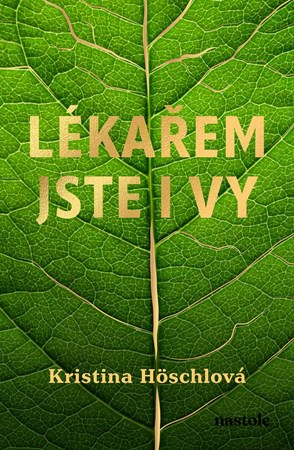 LÉKAŘEM
JSTE I VY
Kristina Höschlová
nastole